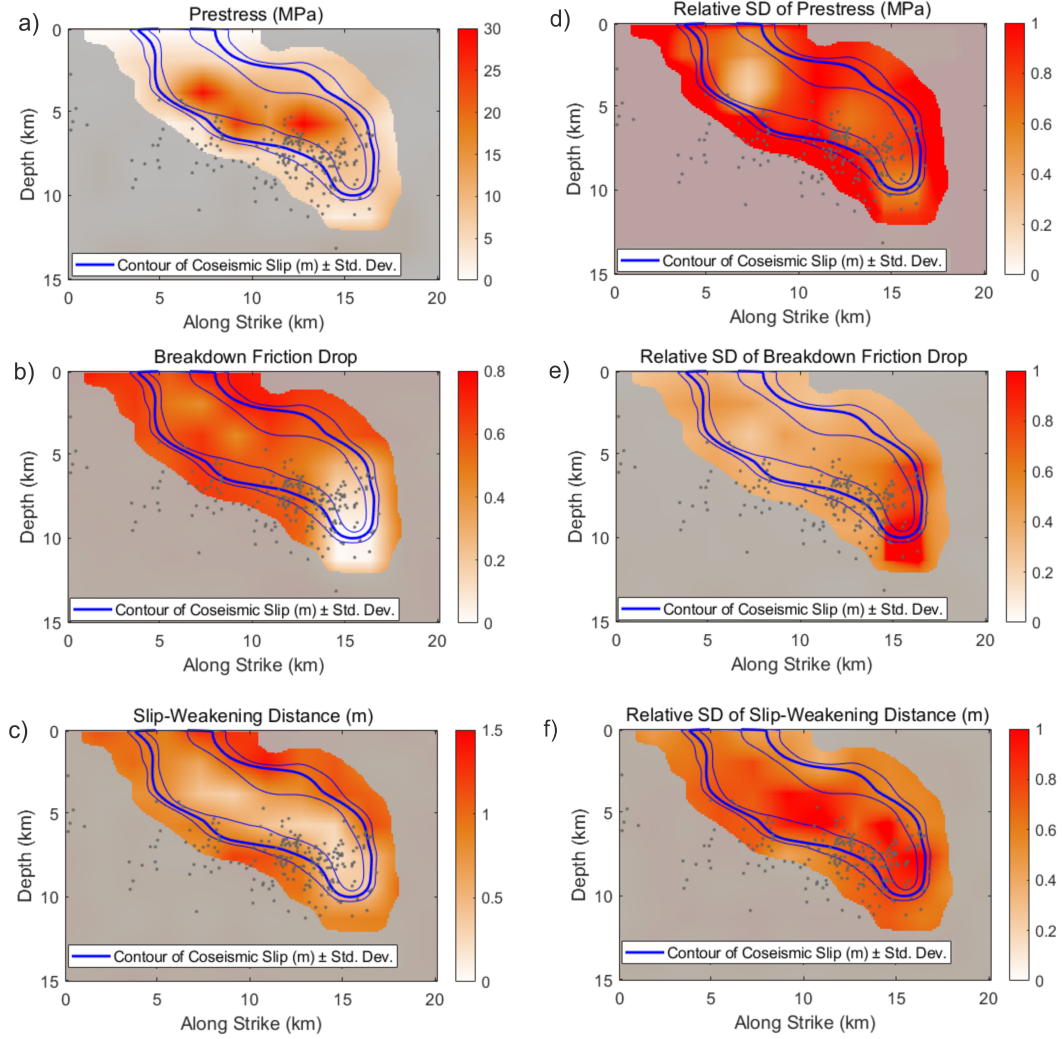 a)
Prestress (MPa)
0
5
10
15
Depth (km)
0 5 10 15 20
Along Strike (km)
Contour of Coseismic Slip (m) ± Std. Dev.
30
25
20
15
10
5
0
d)
Relative SD of Prestress (MPa)
0
5
10
15
Depth (km)
0 5 10 15 20
Along Strike (km)
Contour of Coseismic Slip (m) ± Std. Dev.
1
0.8
0.6
0.4
0.2
0
b)
Breakdown Friction Drop
0
5
10
15
Depth (km)
0 5 10 15 20
Along Strike (km)
Contour of Coseismic Slip (m) ± Std. Dev.
0.8
0.6
0.4
0.2
0
e)
Relative SD of Breakdown Friction Drop
0
5
10
15
Depth (km)
0 5 10 15 20
Along Strike (km)
Contour of Coseismic Slip (m) ± Std. Dev.
1
0.8
0.6
0.4
0.2
0
c)
Slip-Weakening Distance (m)
0
5
10
15
Depth (km)
0 5 10 15 20
Along Strike (km)
Contour of Coseismic Slip (m) ± Std. Dev.
1.5
1
0.5
0
f)
Relative SD of Slip-Weakening Distance (m)
0
5
10
15
Depth (km)
0 5 10 15 20
Along Strike (km)
Contour of Coseismic Slip (m) ± Std. Dev.
1
0.8
0.6
0.4
0.2
0